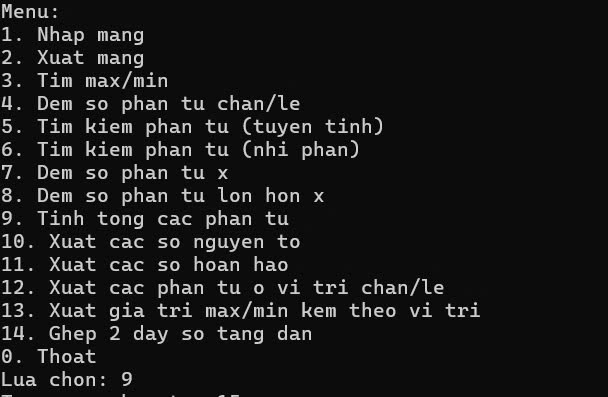 Menu:
1. Nhap mang
2. Xuat mang
3. Tim max/min
4. Dem so phan tu chan/le
5. Tim kiem phan tu (tuyen tinh)
6. Tim kiem phan tu (nhi phan)
7. Dem so phan tu x
8. Dem so phan tu lon hon x
9. Tinh tong cac phan tu
10. Xuat cac so nguyen to
11. Xuat cac so hoan hao
12. Xuat cac phan tu o vi tri chan/le
13. Xuat gia tri max/min kem theo vi tri
14. Ghep 2 day so tang dan
0. Thoat
Lua chon: 9